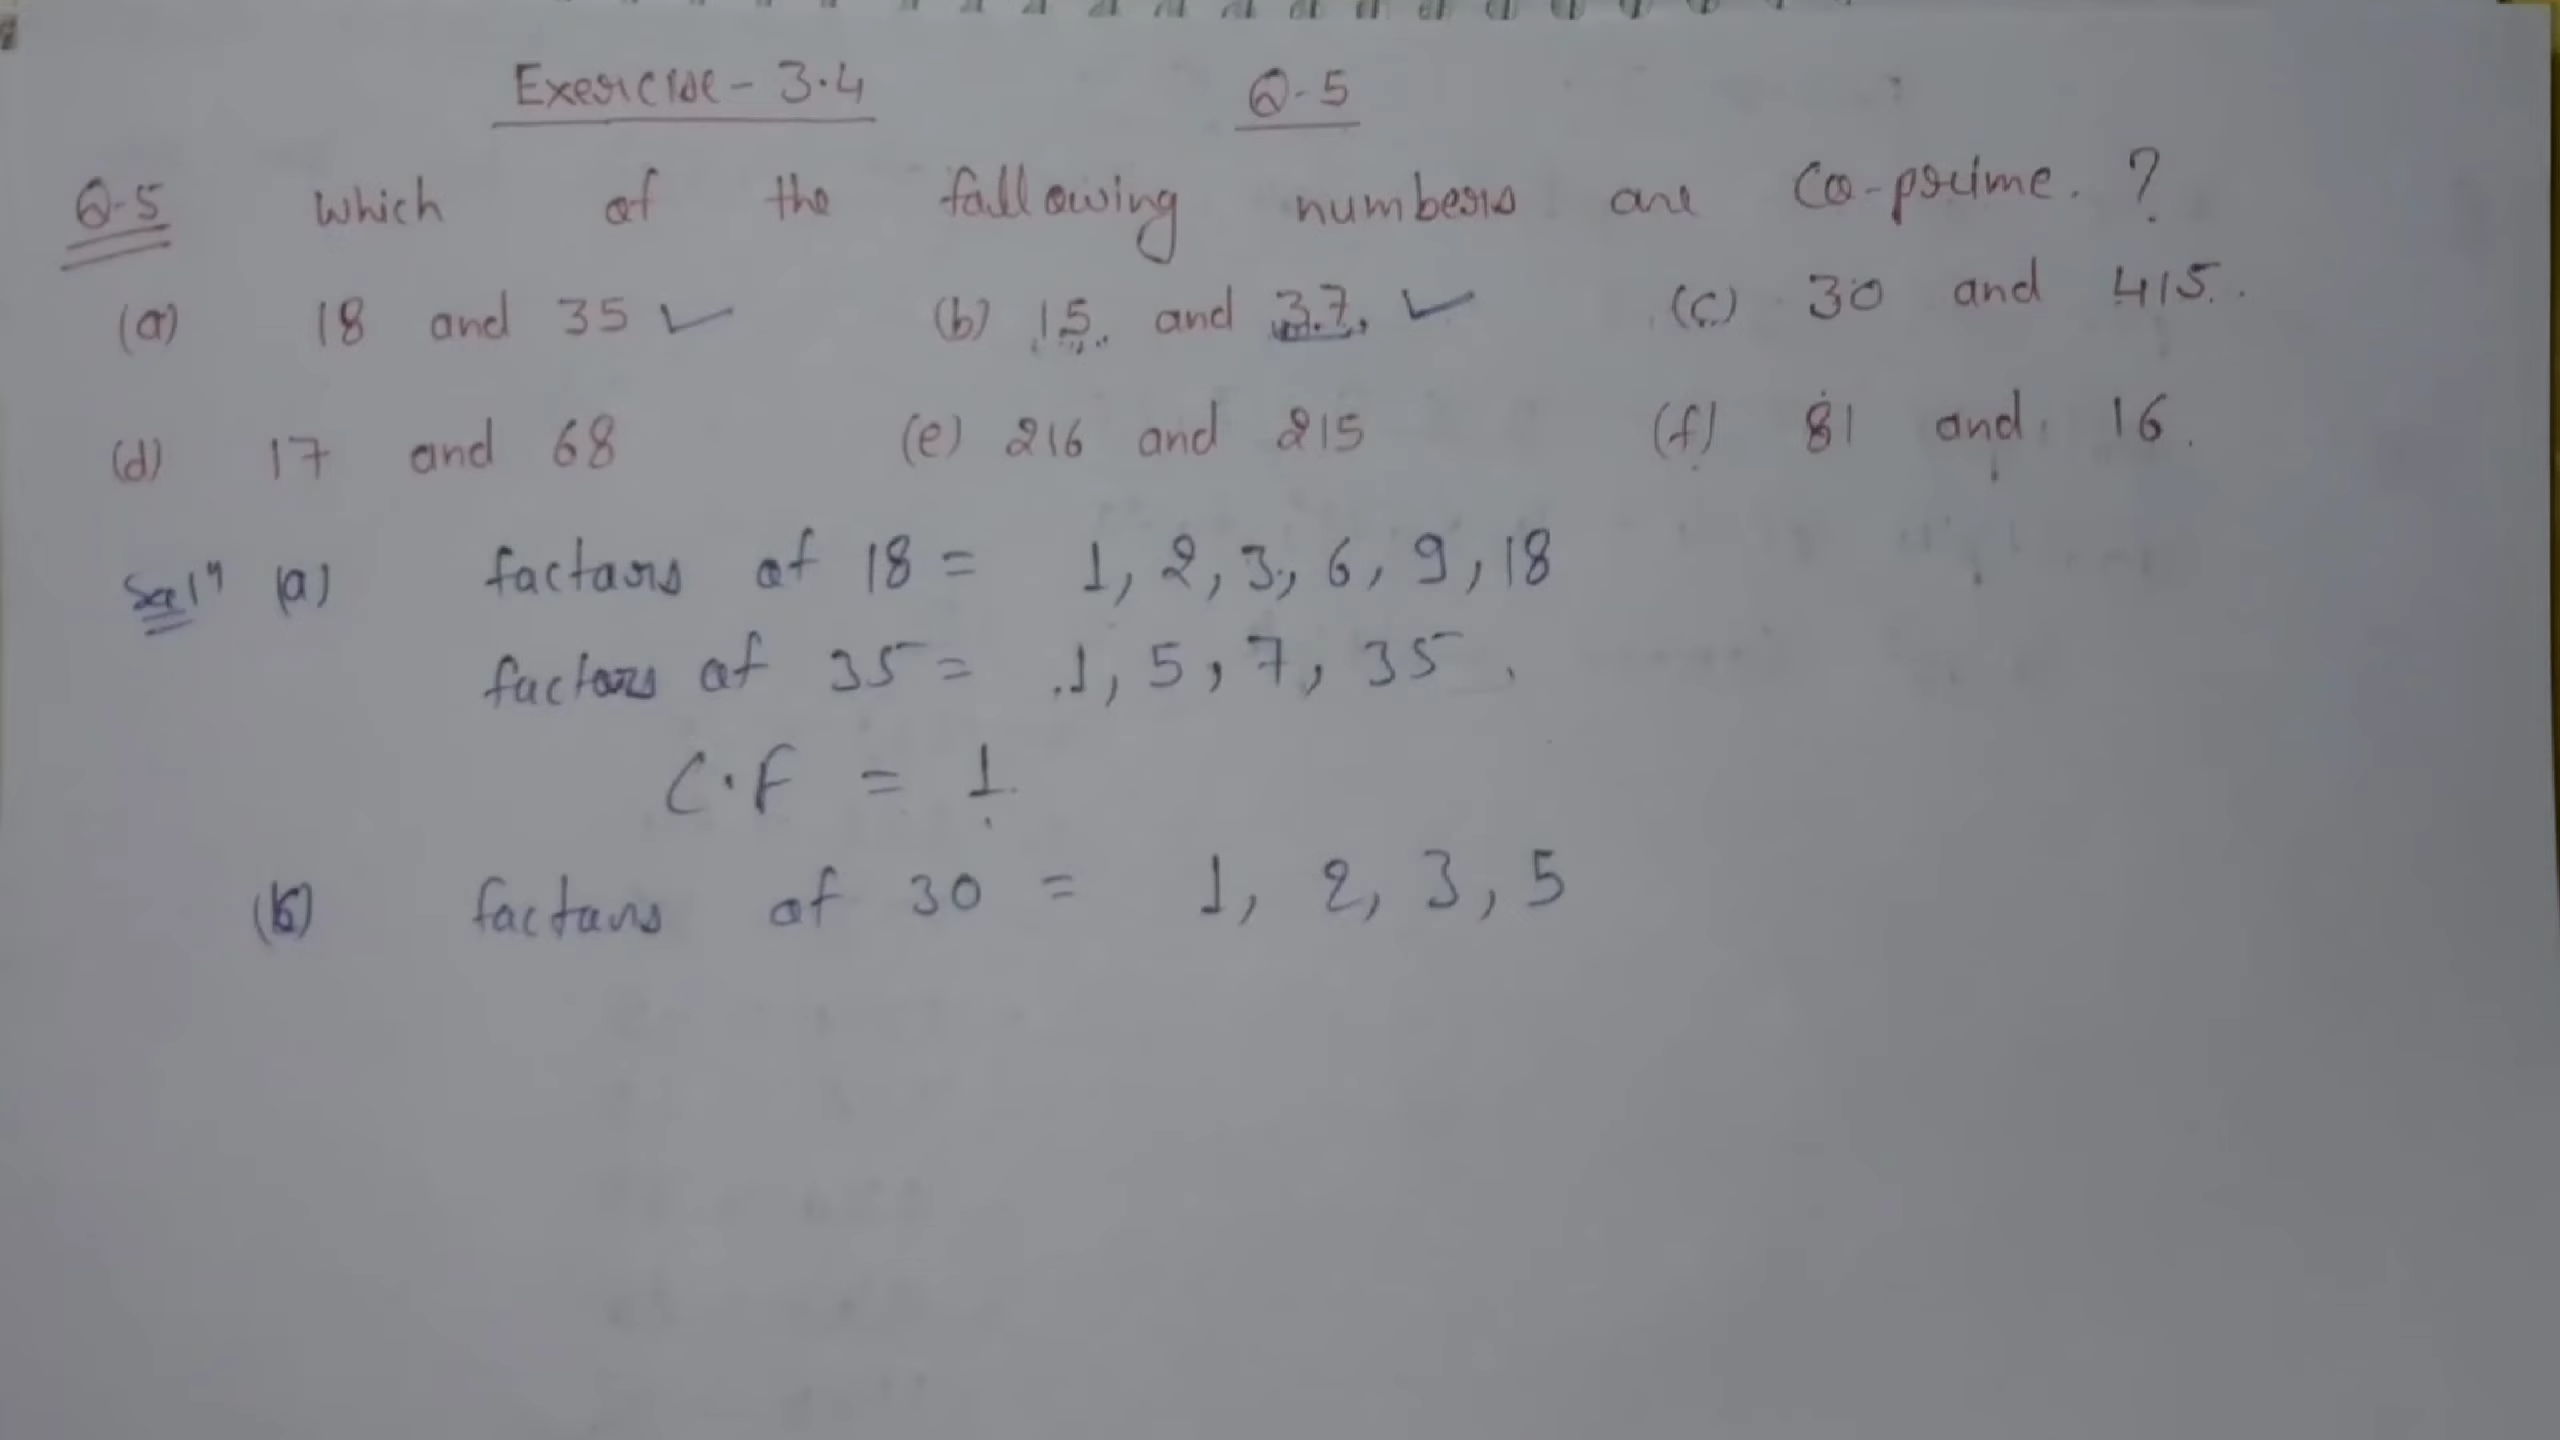 Exercise - 3.4 Q-5
Q-5 Which of the following numbers are Co-prime. ?
(a) 18 and 35 ✓ (b) 15 and 37. ✓ (c) 30 and 415.
(d) 17 and 68 (e) 216 and 215 (f) 81 and 16.
Solⁿ (a) factors of 18 = 1, 2, 3, 6, 9, 18
factors of 35 = 1, 5, 7, 35.
C.F = 1
factors of 30 = 1, 2, 3, 5